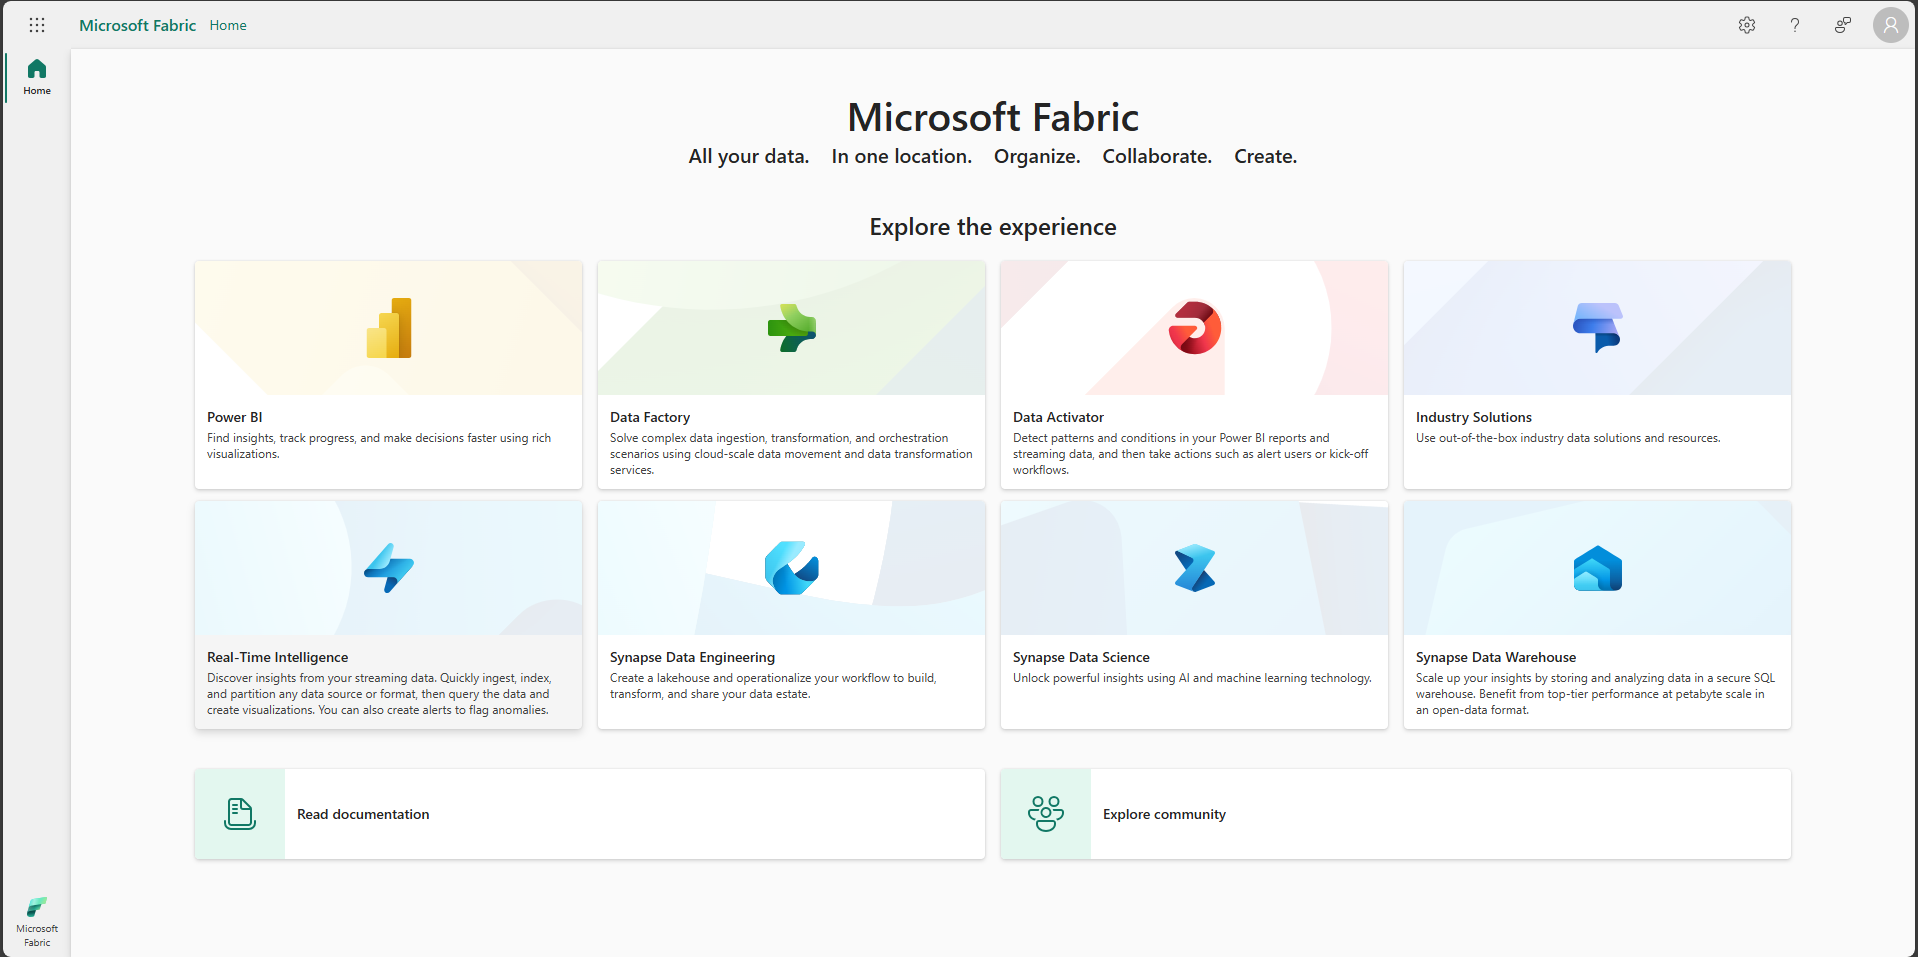 Microsoft Fabric Home
Home
Microsoft Fabric
All your data. In one location. Organize. Collaborate. Create.
Explore the experience
Power BI
Find insights, track progress, and make decisions faster using rich
visualizations.
Data Factory
Solve complex data ingestion, transformation, and orchestration
scenarios using cloud-scale data movement and data transformation
services.
Data Activator
Detect patterns and conditions in your Power BI reports and
streaming data, and then take actions such as alert users or kick-off
workflows.
Industry Solutions
Use out-of-the-box industry data solutions and resources.
Real-Time Intelligence
Discover insights from your streaming data. Quickly ingest, index,
and partition any data source or format, then query the data and
create visualizations. You can also create alerts to flag anomalies.
Synapse Data Engineering
Create a lakehouse and operationalize your workflow to build,
transform, and share your data estate.
Synapse Data Science
Unlock powerful insights using AI and machine learning technology.
Synapse Data Warehouse
Scale up your insights by storing and analyzing data in a secure SQL
warehouse. Benefit from top-tier performance at petabyte scale in
an open-data format.
Read documentation
Explore community
Microsoft
Fabric